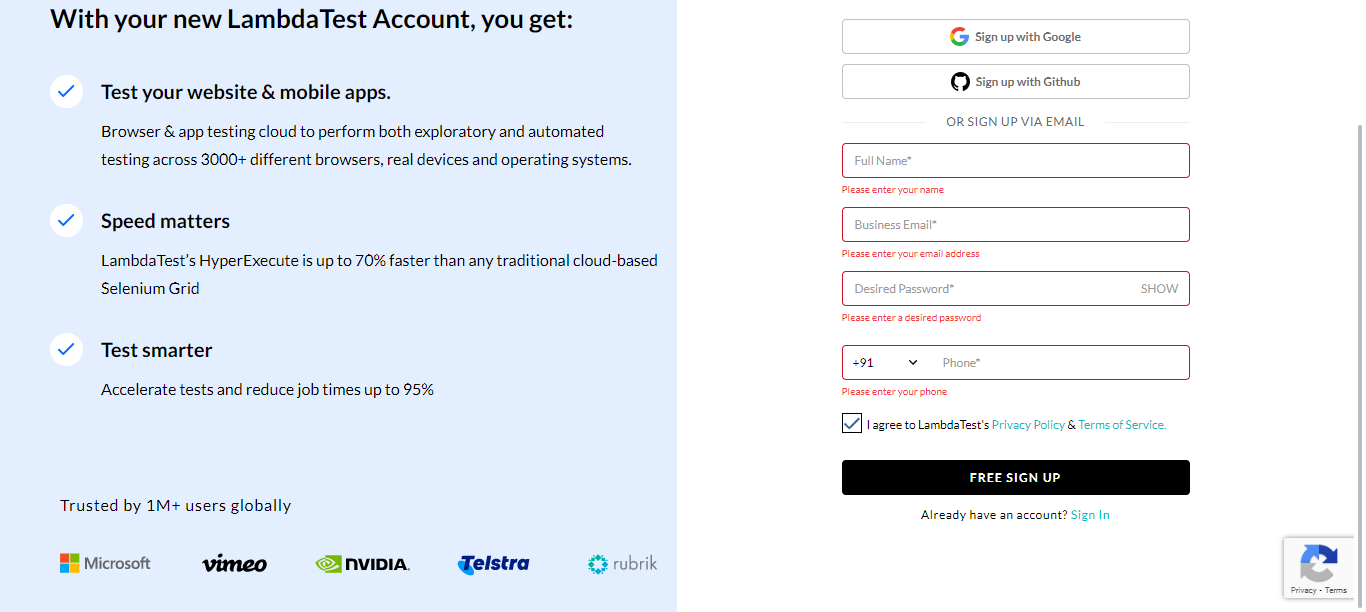 With your new LambdaTest Account, you get:
Test your website & mobile apps.
Browser & app testing cloud to perform both exploratory and automated
testing across 3000+ different browsers, real devices and operating systems.
Speed matters
LambdaTest’s HyperExecute is up to 70% faster than any traditional cloud-based
Selenium Grid
Test smarter
Accelerate tests and reduce job times up to 95%
Trusted by 1M+ users globally
Microsoft vimeo NVIDIA. Telstra rubrik
Sign up with Google
Sign up with Github
OR SIGN UP VIA EMAIL
Full Name*
Please enter your name
Business Email*
Please enter your email address
Desired Password* SHOW
Please enter a desired password
+91 Phone*
Please enter your phone
I agree to LambdaTest's Privacy Policy & Terms of Service.
FREE SIGN UP
Already have an account? Sign In
Privacy - Terms